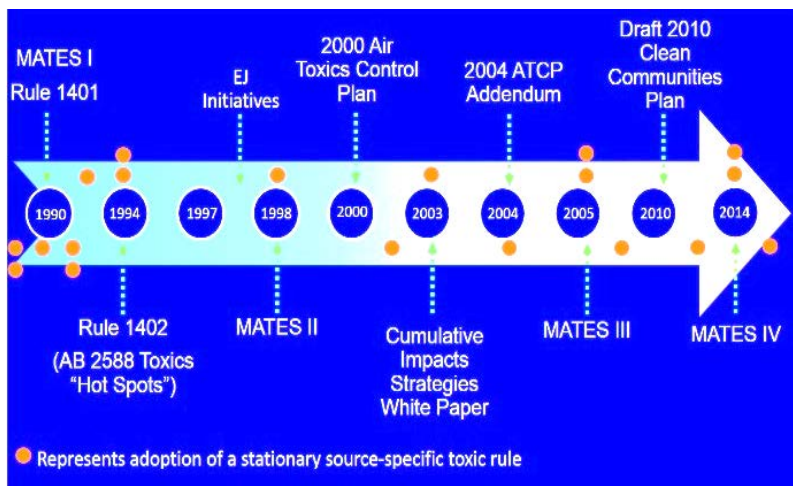 MATES I
Rule 1401
EJ
Initiatives
2000 Air
Toxics Control
Plan
2004 ATCP
Addendum
Draft 2010
Clean
Communities
Plan
1990
1994
1997
1998
2000
2003
2004
2005
2010
2014
Rule 1402
(AB 2588 Toxics
“Hot Spots”)
MATES II
Cumulative
Impacts
Strategies
White Paper
MATES III
MATES IV
Represents adoption of a stationary source-specific toxic rule